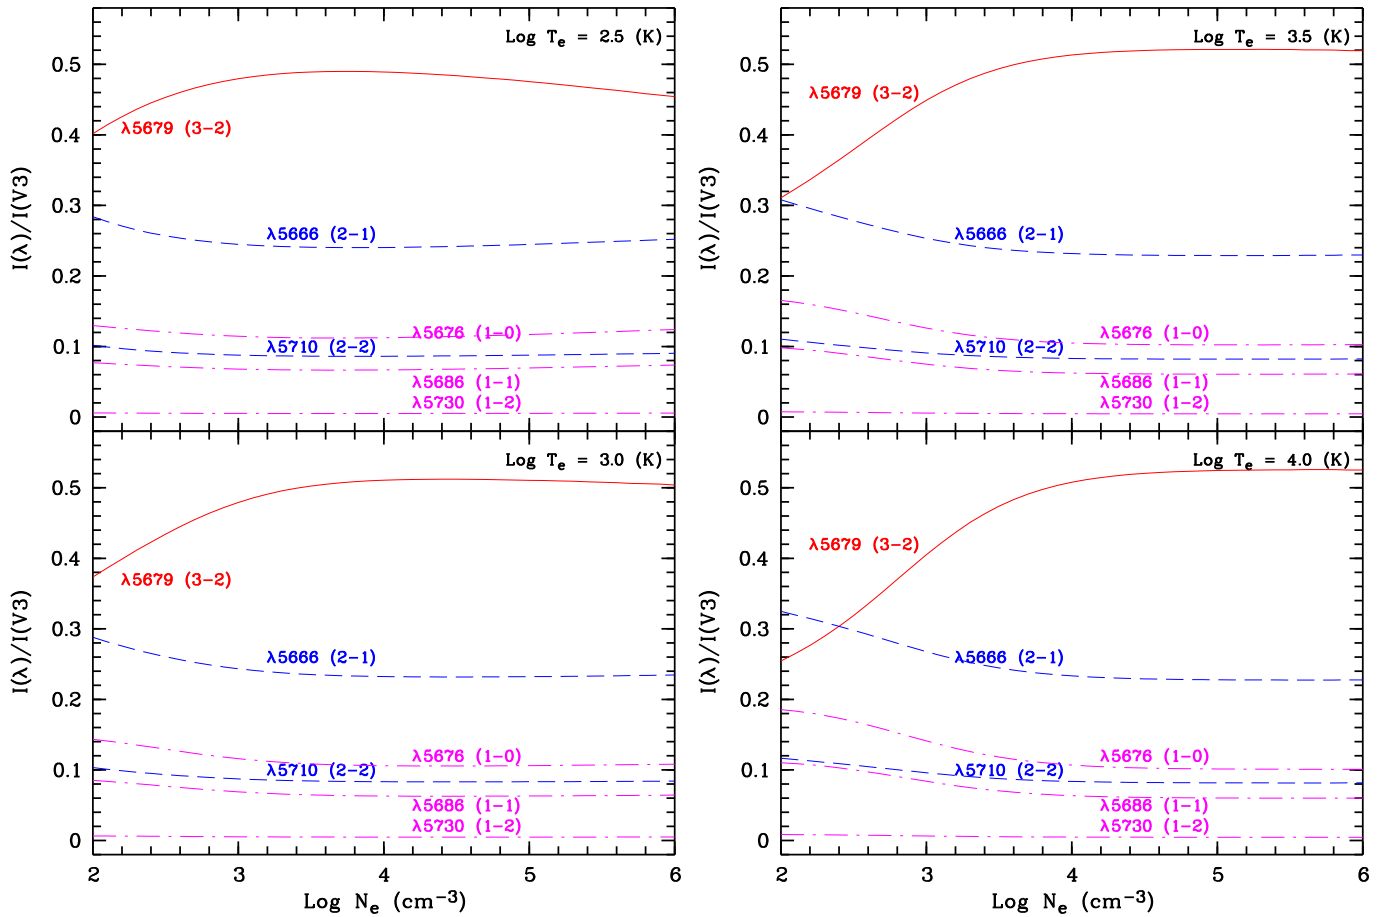 Log Te = 2.5 (K)
0.5
0.4
0.3
0.2
0.1
0
I(λ)/I(V3)
λ5679 (3−2)
λ5666 (2−1)
λ5676 (1−0)
λ5710 (2−2)
λ5686 (1−1)
λ5730 (1−2)
Log Te = 3.5 (K)
0.5
0.4
0.3
0.2
0.1
0
I(λ)/I(V3)
λ5679 (3−2)
λ5666 (2−1)
λ5676 (1−0)
λ5710 (2−2)
λ5686 (1−1)
λ5730 (1−2)
Log Te = 3.0 (K)
0.5
0.4
0.3
0.2
0.1
0
I(λ)/I(V3)
λ5679 (3−2)
λ5666 (2−1)
λ5676 (1−0)
λ5710 (2−2)
λ5686 (1−1)
λ5730 (1−2)
2 3 4 5 6
Log Ne (cm−3)
Log Te = 4.0 (K)
0.5
0.4
0.3
0.2
0.1
0
I(λ)/I(V3)
λ5679 (3−2)
λ5666 (2−1)
λ5676 (1−0)
λ5710 (2−2)
λ5686 (1−1)
λ5730 (1−2)
2 3 4 5 6
Log Ne (cm−3)